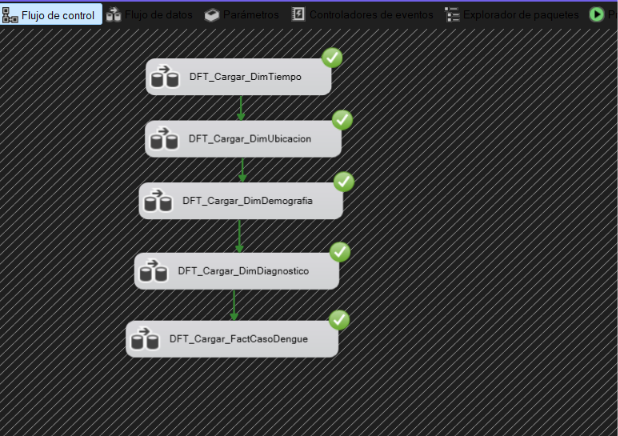 Flujo de control Flujo de datos Parámetros Controladores de eventos Explorador de paquetes
DFT_Cargar_DimTiempo
DFT_Cargar_DimUbicacion
DFT_Cargar_DimDemografia
DFT_Cargar_DimDiagnostico
DFT_Cargar_FactCasoDengue